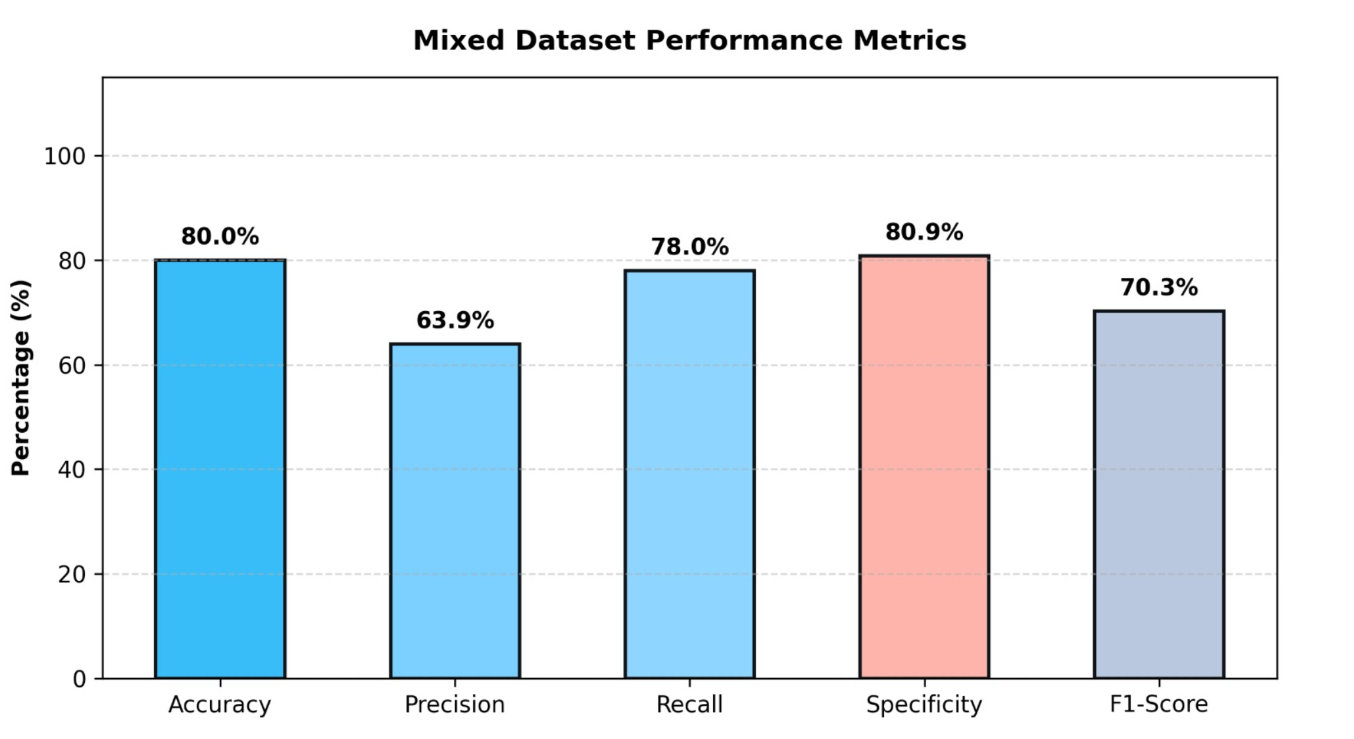 Mixed Dataset Performance Metrics
Percentage (%)
100
80
60
40
20
0
80.0%
63.9%
78.0%
80.9%
70.3%
Accuracy
Precision
Recall
Specificity
F1-Score